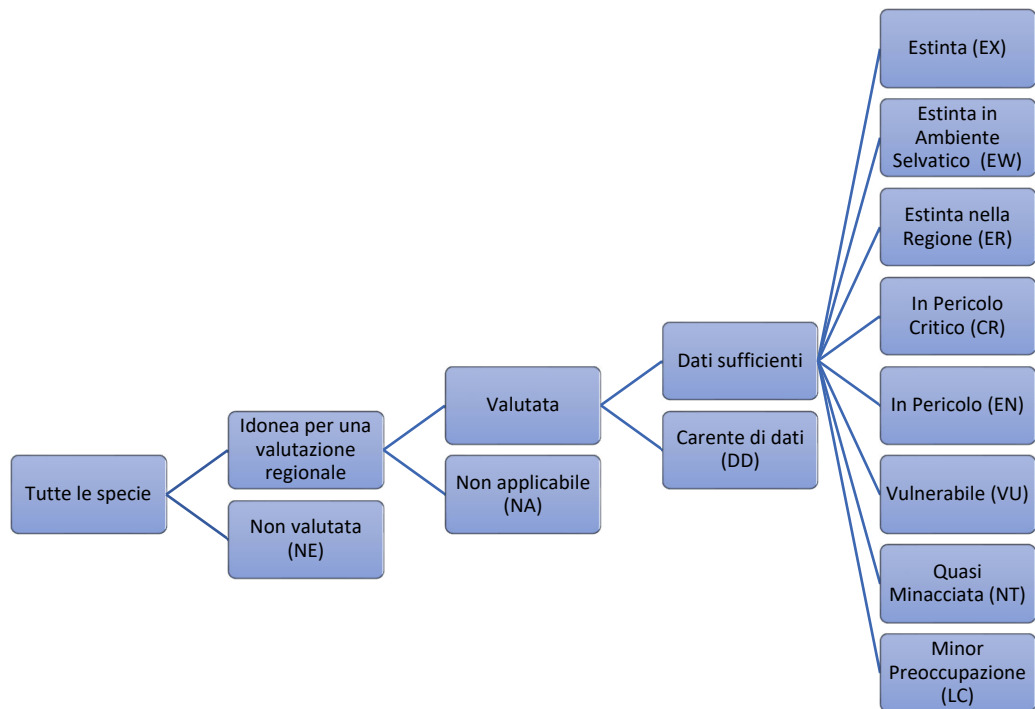 Tutte le specie
Idonea per una
valutazione
regionale
Non valutata
(NE)
Valutata
Non applicabile
(NA)
Dati sufficienti
Carente di dati
(DD)
Estinta (EX)
Estinta in
Ambiente
Selvatico (EW)
Estinta nella
Regione (ER)
In Pericolo
Critico (CR)
In Pericolo (EN)
Vulnerabile (VU)
Quasi
Minacciata (NT)
Minor
Preoccupazione
(LC)